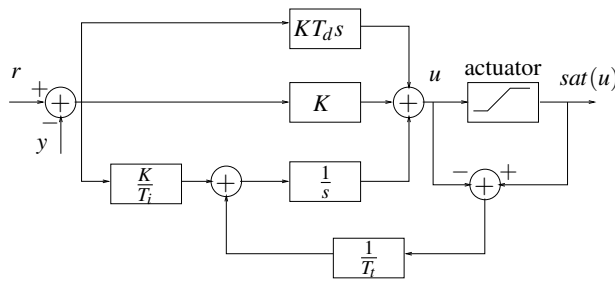 KT_d s
r
+
+
−
y
K
+
u
actuator
sat(u)
K/T_i
+
1/s
−
+
+
1/T_t